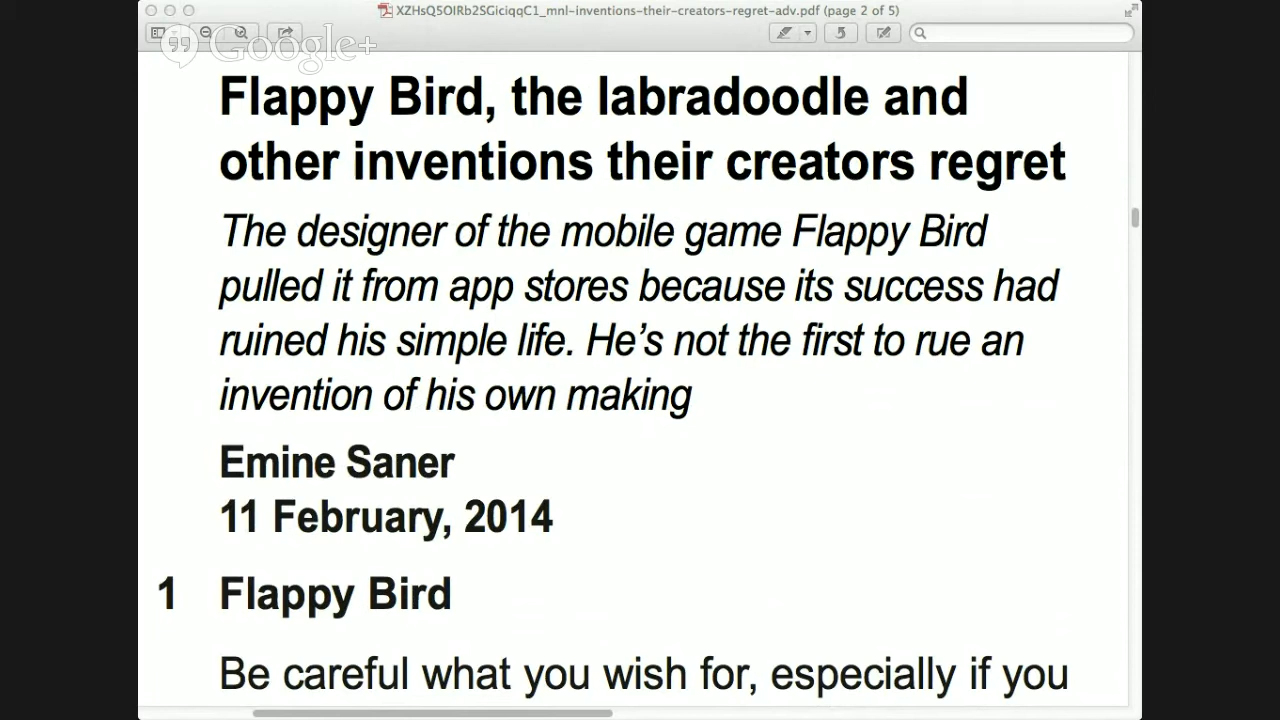 XZHsQ5OIRb2SGiciqqC1_mnl-inventions-their-creators-regret-adv.pdf (page 2 of 5)
Google+
Flappy Bird, the labradoodle and
other inventions their creators regret
The designer of the mobile game Flappy Bird
pulled it from app stores because its success had
ruined his simple life. He’s not the first to rue an
invention of his own making
Emine Saner
11 February, 2014
1 Flappy Bird
Be careful what you wish for, especially if you